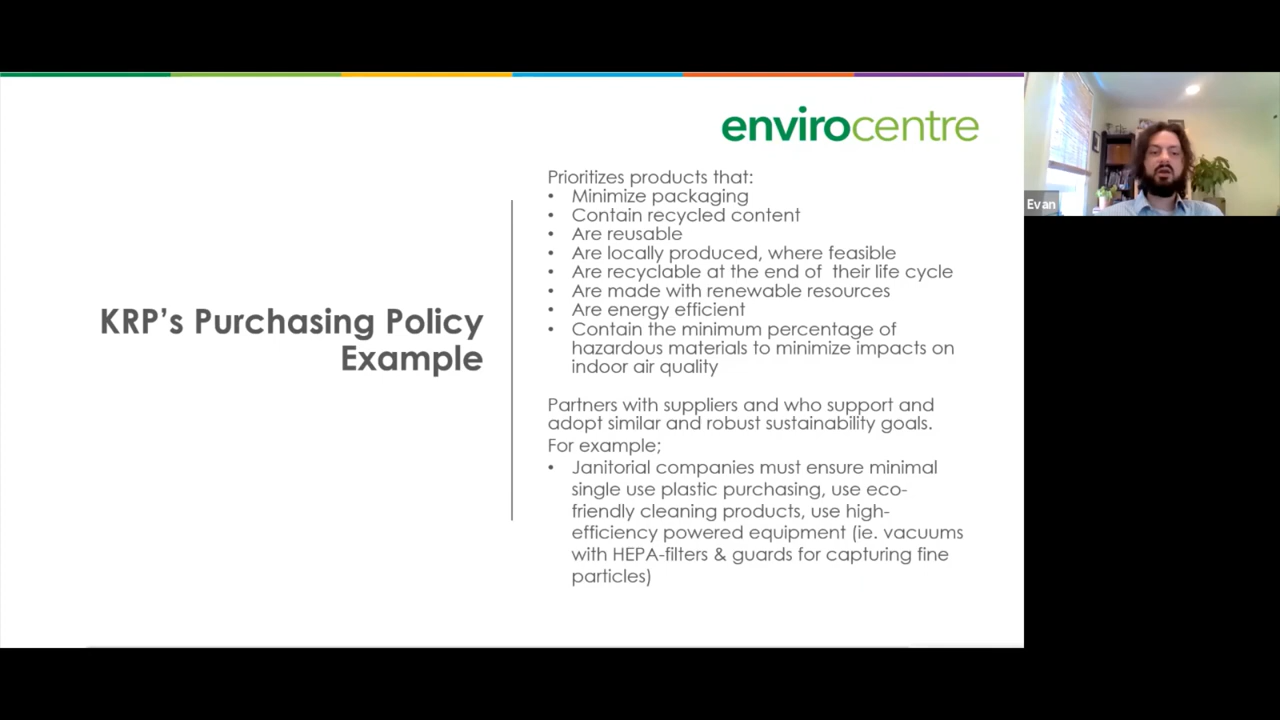 envirocentre
KRP's Purchasing Policy
Example
Prioritizes products that:
• Minimize packaging
• Contain recycled content
• Are reusable
• Are locally produced, where feasible
• Are recyclable at the end of  their life cycle
• Are made with renewable resources
• Are energy efficient
• Contain the minimum percentage of
hazardous materials to minimize impacts on
indoor air quality
Partners with suppliers and who support and
adopt similar and robust sustainability goals.
For example;
• Janitorial companies must ensure minimal
single use plastic purchasing, use eco-
friendly cleaning products, use high-
efficiency powered equipment (ie. vacuums
with HEPA-filters & guards for capturing fine
particles)
Evan